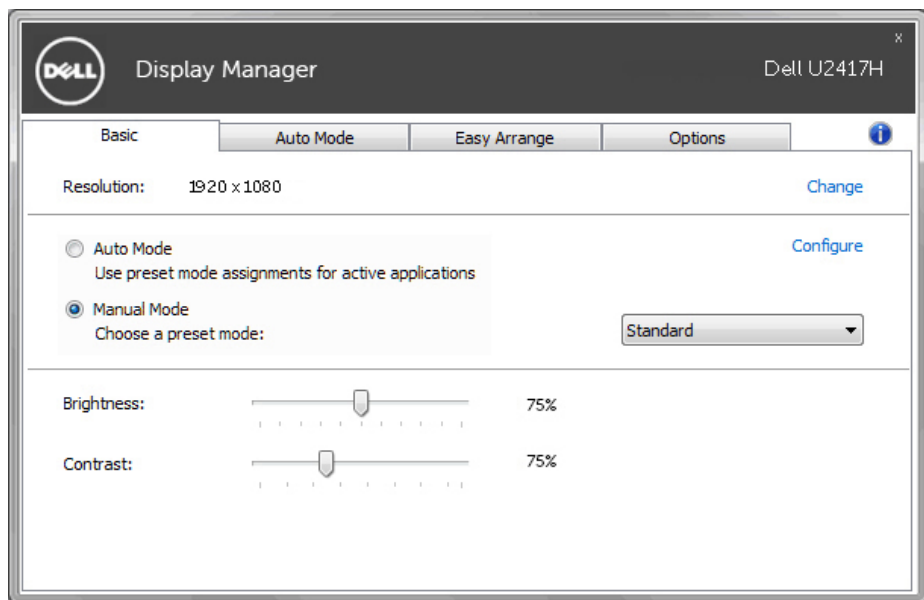 x
DELL Display Manager Dell U2417H
Basic Auto Mode Easy Arrange Options i
Resolution: 1920 x 1080 Change
Auto Mode Configure
Use preset mode assignments for active applications
Manual Mode
Choose a preset mode: Standard
Brightness: 75%
Contrast: 75%